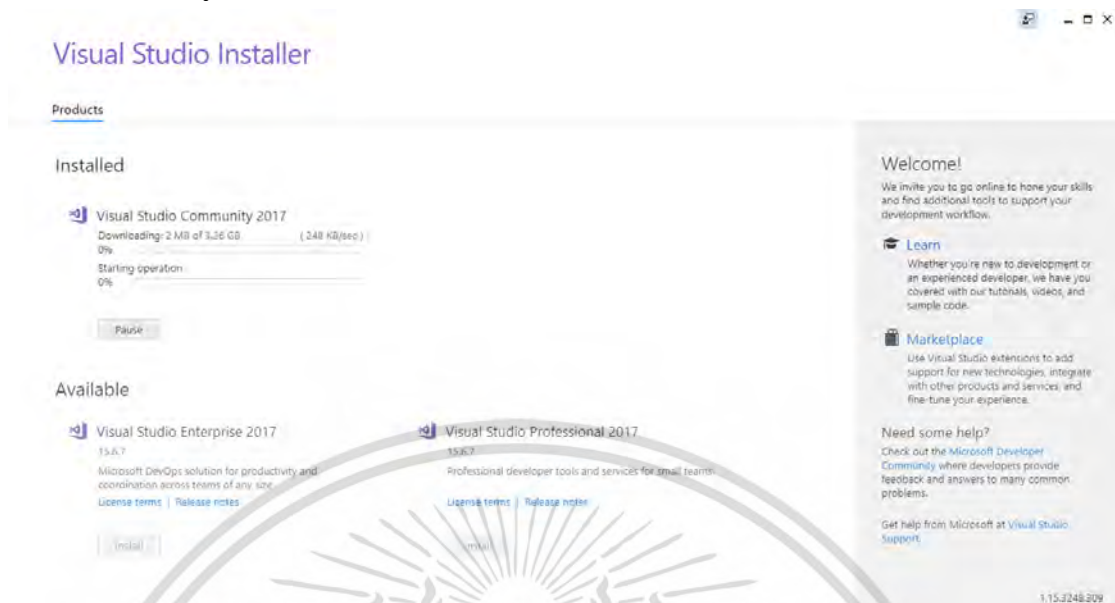 Visual Studio Installer
Products
Installed
Visual Studio Community 2017
Downloading: 2 MB of 3.26 GB (248 KB/sec)
0%
Starting operation
0%
Pause
Available
Visual Studio Enterprise 2017
15.6.7
Microsoft DevOps solution for productivity and
coordination across teams of any size
License terms | Release notes
Install
Visual Studio Professional 2017
15.6.7
Professional developer tools and services for small teams
License terms | Release notes
Install
Welcome!
We invite you to go online to hone your skills
and find additional tools to support your
development workflow.
Learn
Whether you're new to development or
an experienced developer, we have you
covered with our tutorials, videos, and
sample code.
Marketplace
Use Visual Studio extensions to add
support for new technologies, integrate
with other products and services, and
fine-tune your experience.
Need some help?
Check out the Microsoft Developer
Community where developers provide
feedback and answers to many common
problems.
Get help from Microsoft at Visual Studio
Support.
1.15.3248.309